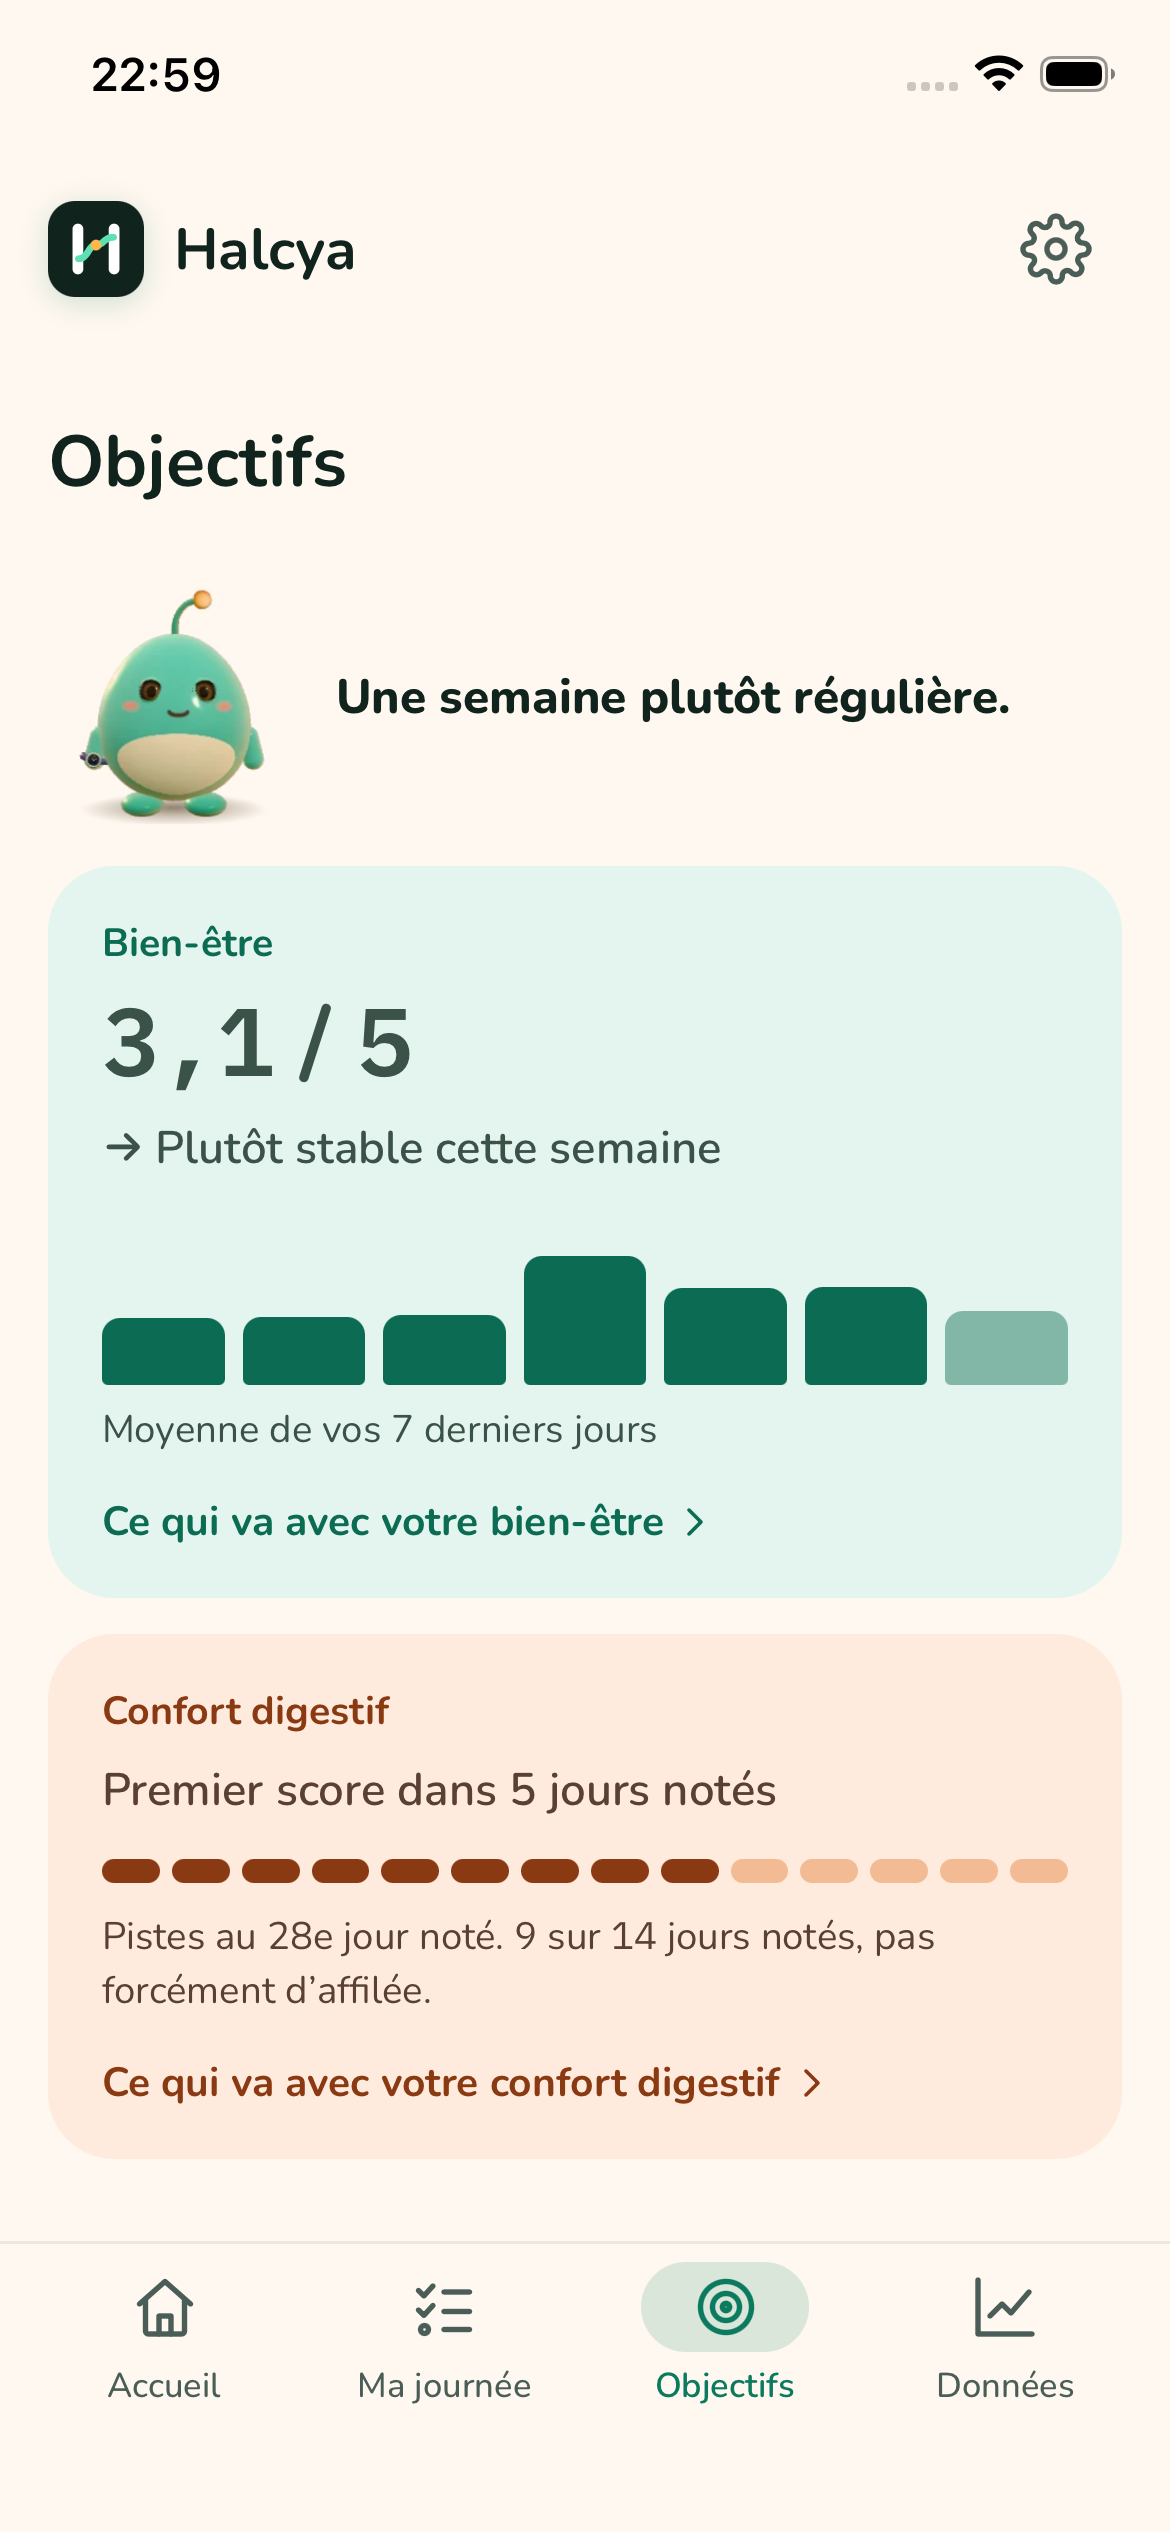 22:59
Halcya
Objectifs
Une semaine plutôt régulière.
Bien-être
3,1/5
→ Plutôt stable cette semaine
Moyenne de vos 7 derniers jours
Ce qui va avec votre bien-être >
Confort digestif
Premier score dans 5 jours notés
Pistes au 28e jour noté. 9 sur 14 jours notés, pas
forcément d’affilée.
Ce qui va avec votre confort digestif >
Accueil
Ma journée
Objectifs
Données